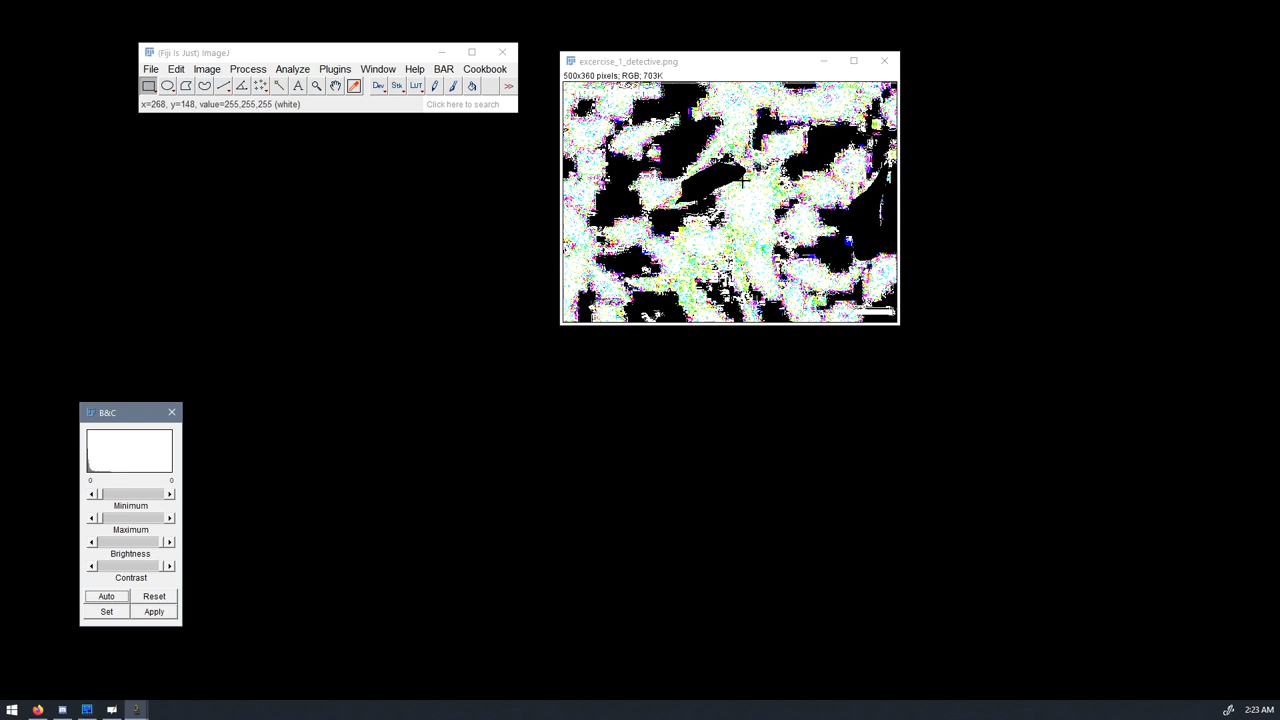 (Fiji Is Just) ImageJ
File Edit Image Process Analyze Plugins Window Help BAR Cookbook
Dev Stk LUT >>
x=268, y=148, value=255,255,255 (white) Click here to search
excercise_1_detective.png
500x360 pixels; RGB; 703K
B&C
0 0
Minimum
Maximum
Brightness
Contrast
Auto Reset
Set Apply
2:23 AM